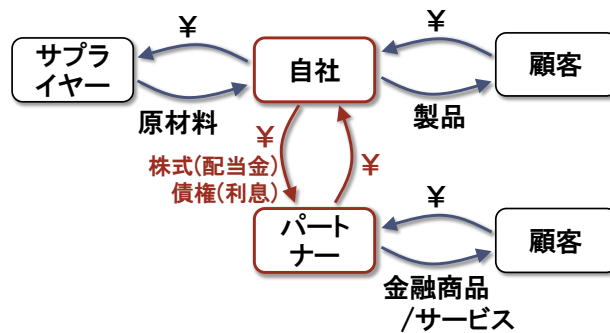 ¥
¥
サプラ
イヤー
自社
顧客
原材料
製品
¥
株式(配当金)
債権(利息)
¥
¥
パート
ナー
顧客
金融商品
/サービス